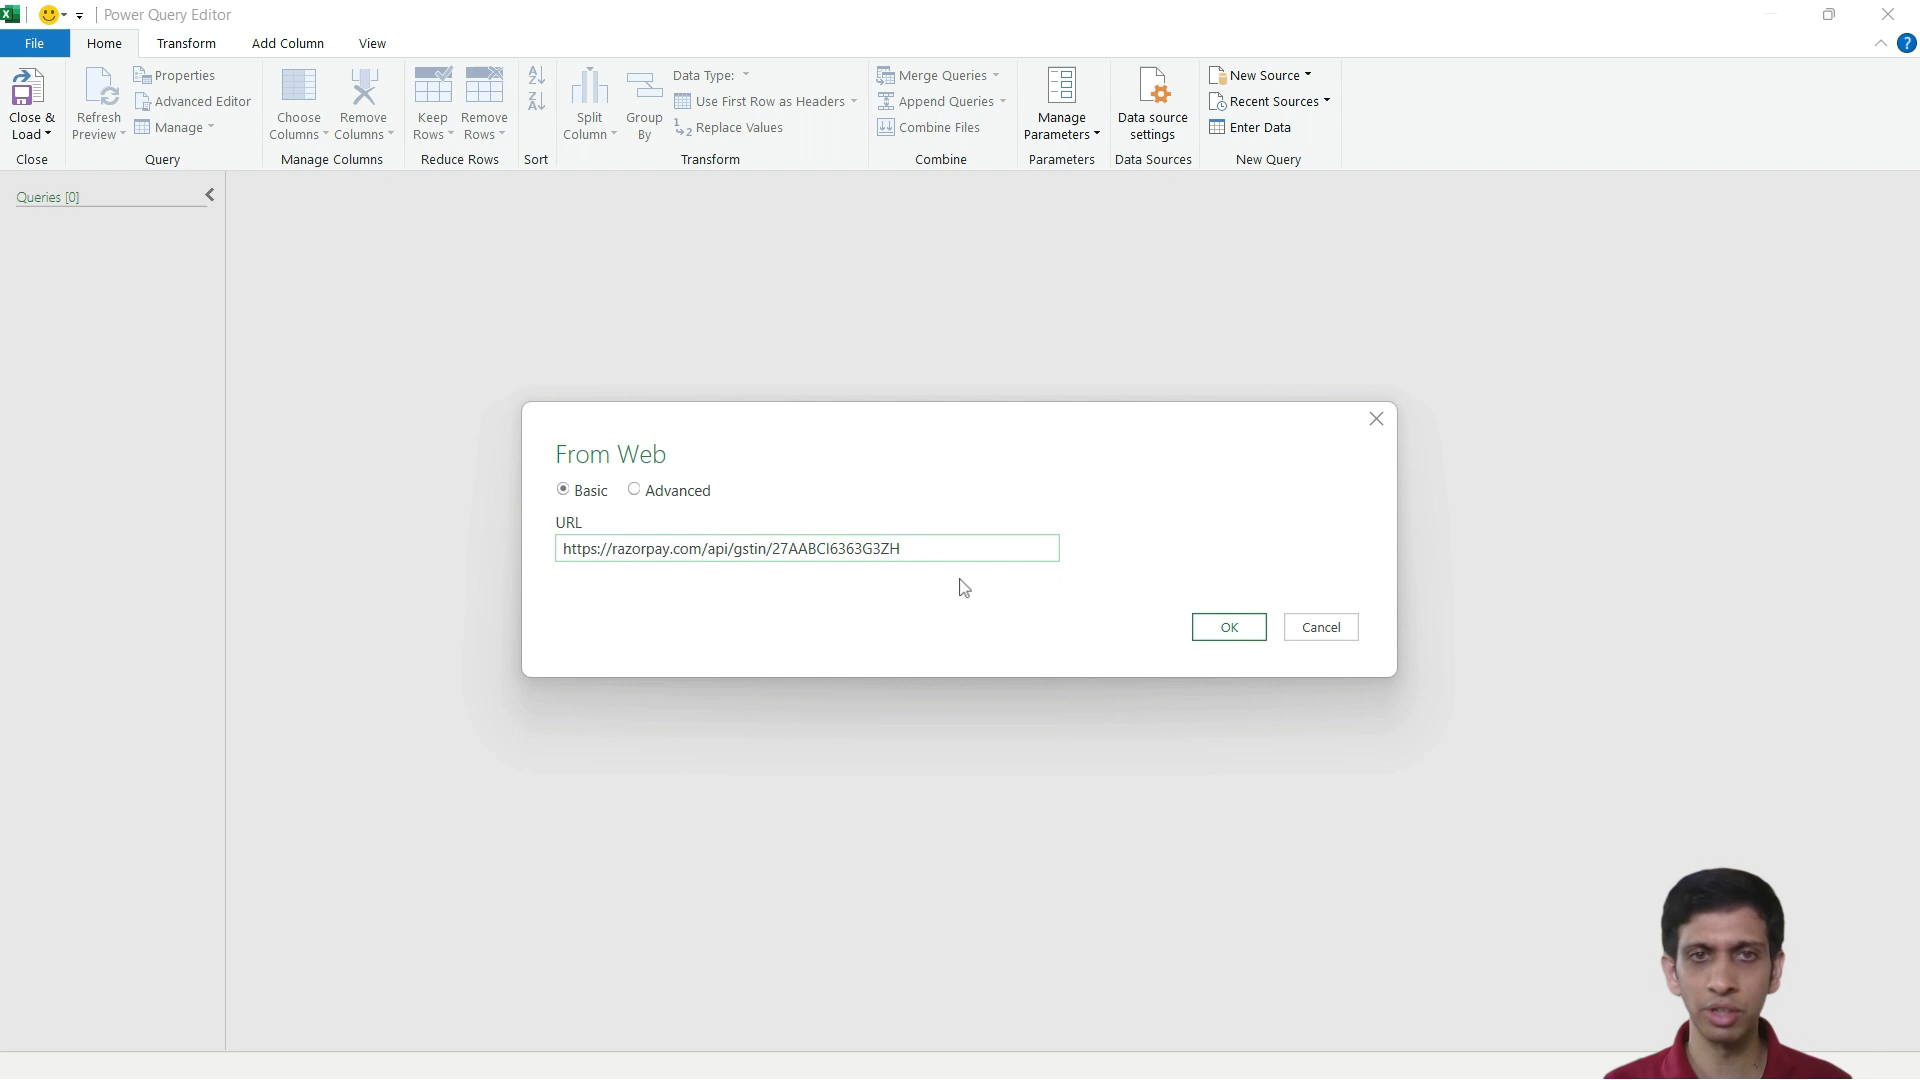 Power Query Editor
File
Home
Transform
Add Column
View
?
Close &
Load
Close
Refresh
Preview
Properties
Advanced Editor
Manage
Query
Choose
Columns
Remove
Columns
Manage Columns
Keep
Rows
Remove
Rows
Reduce Rows
A
Z
Z
A
Sort
Split
Column
Group
By
Data Type:
Use First Row as Headers
1
2
Replace Values
Transform
Merge Queries
Append Queries
Combine Files
Combine
Manage
Parameters
Parameters
Data source
settings
Data Sources
New Source
Recent Sources
Enter Data
New Query
Queries [0]
From Web
Basic
Advanced
URL
https://razorpay.com/api/gstin/27AABCI6363G3ZH
OK
Cancel